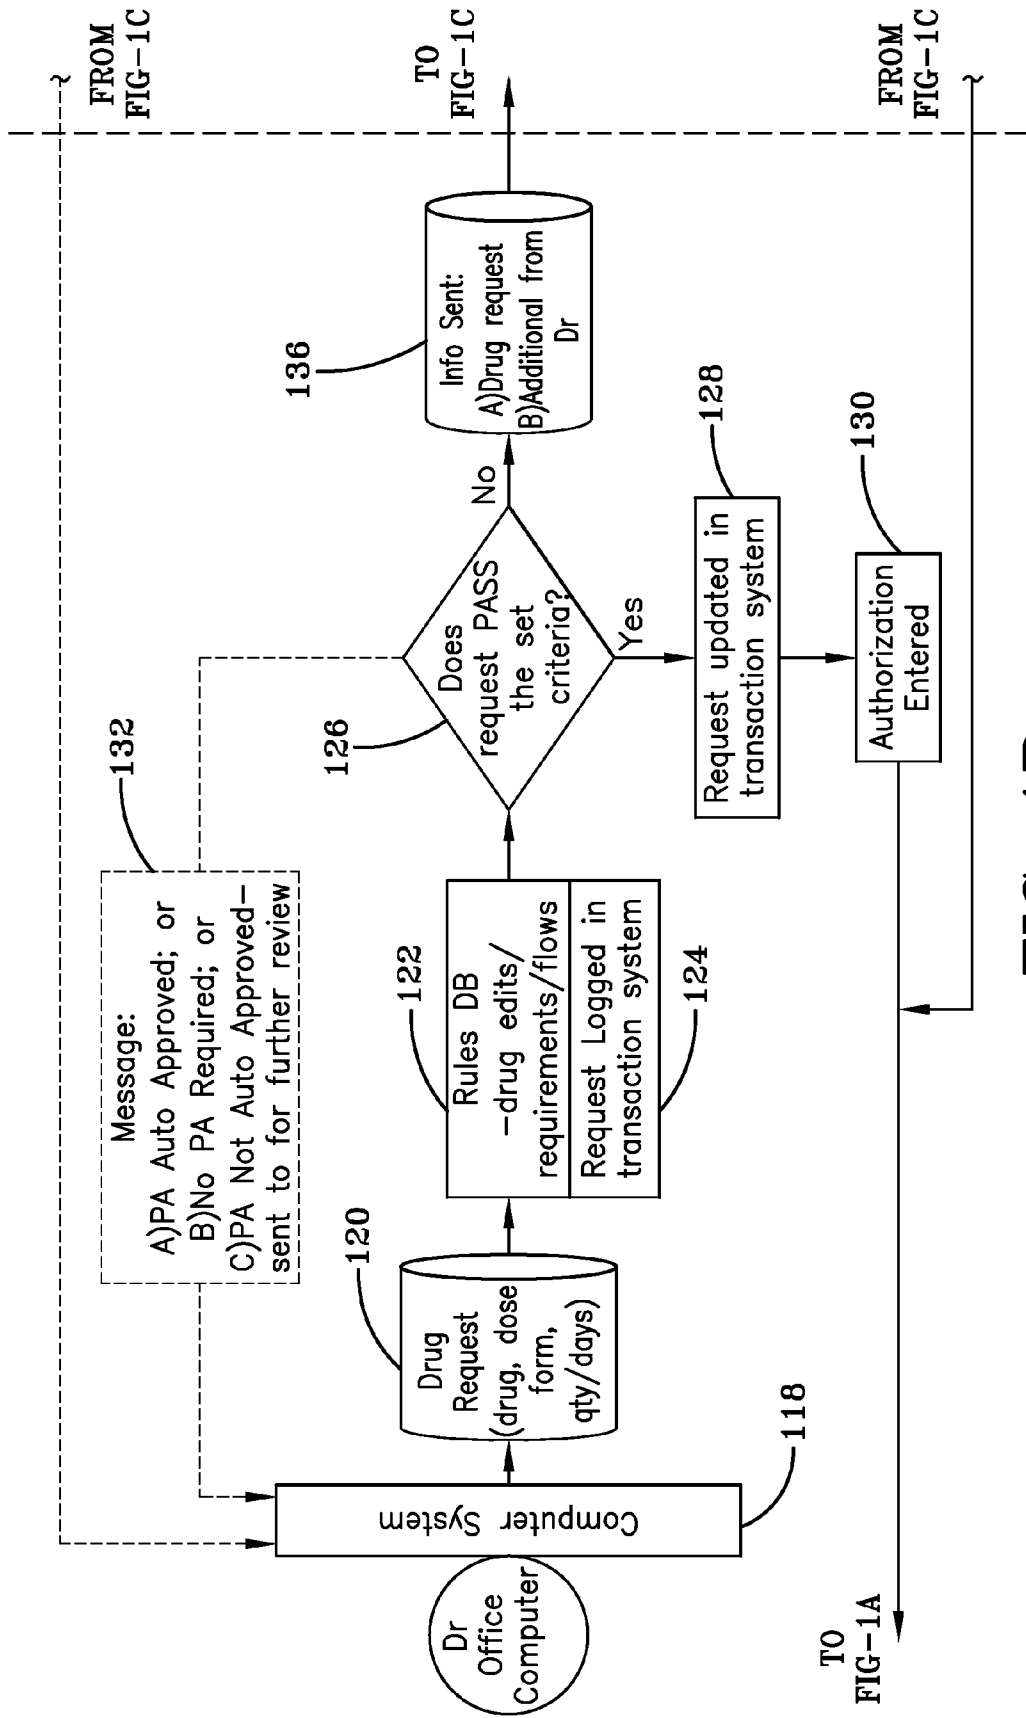 FROM
FIG-1C
Message:
A)PA Auto Approved; or
B)No PA Required; or
C)PA Not Auto Approved-
sent to for further review
132
136
Dr
Office
Computer
Computer System
118
Drug
Request
(drug, dose
form,
qty/days)
120
122
Rules DB
-drug edits/
requirements/flows
Request Logged in
transaction system
124
126
Does
request PASS
the set
criteria?
No
Yes
Info Sent:
A)Drug request
B)Additional from
Dr
TO
FIG-1C
Request updated in
transaction system
128
Authorization
Entered
130
TO
FIG-1A
FROM
FIG-1C